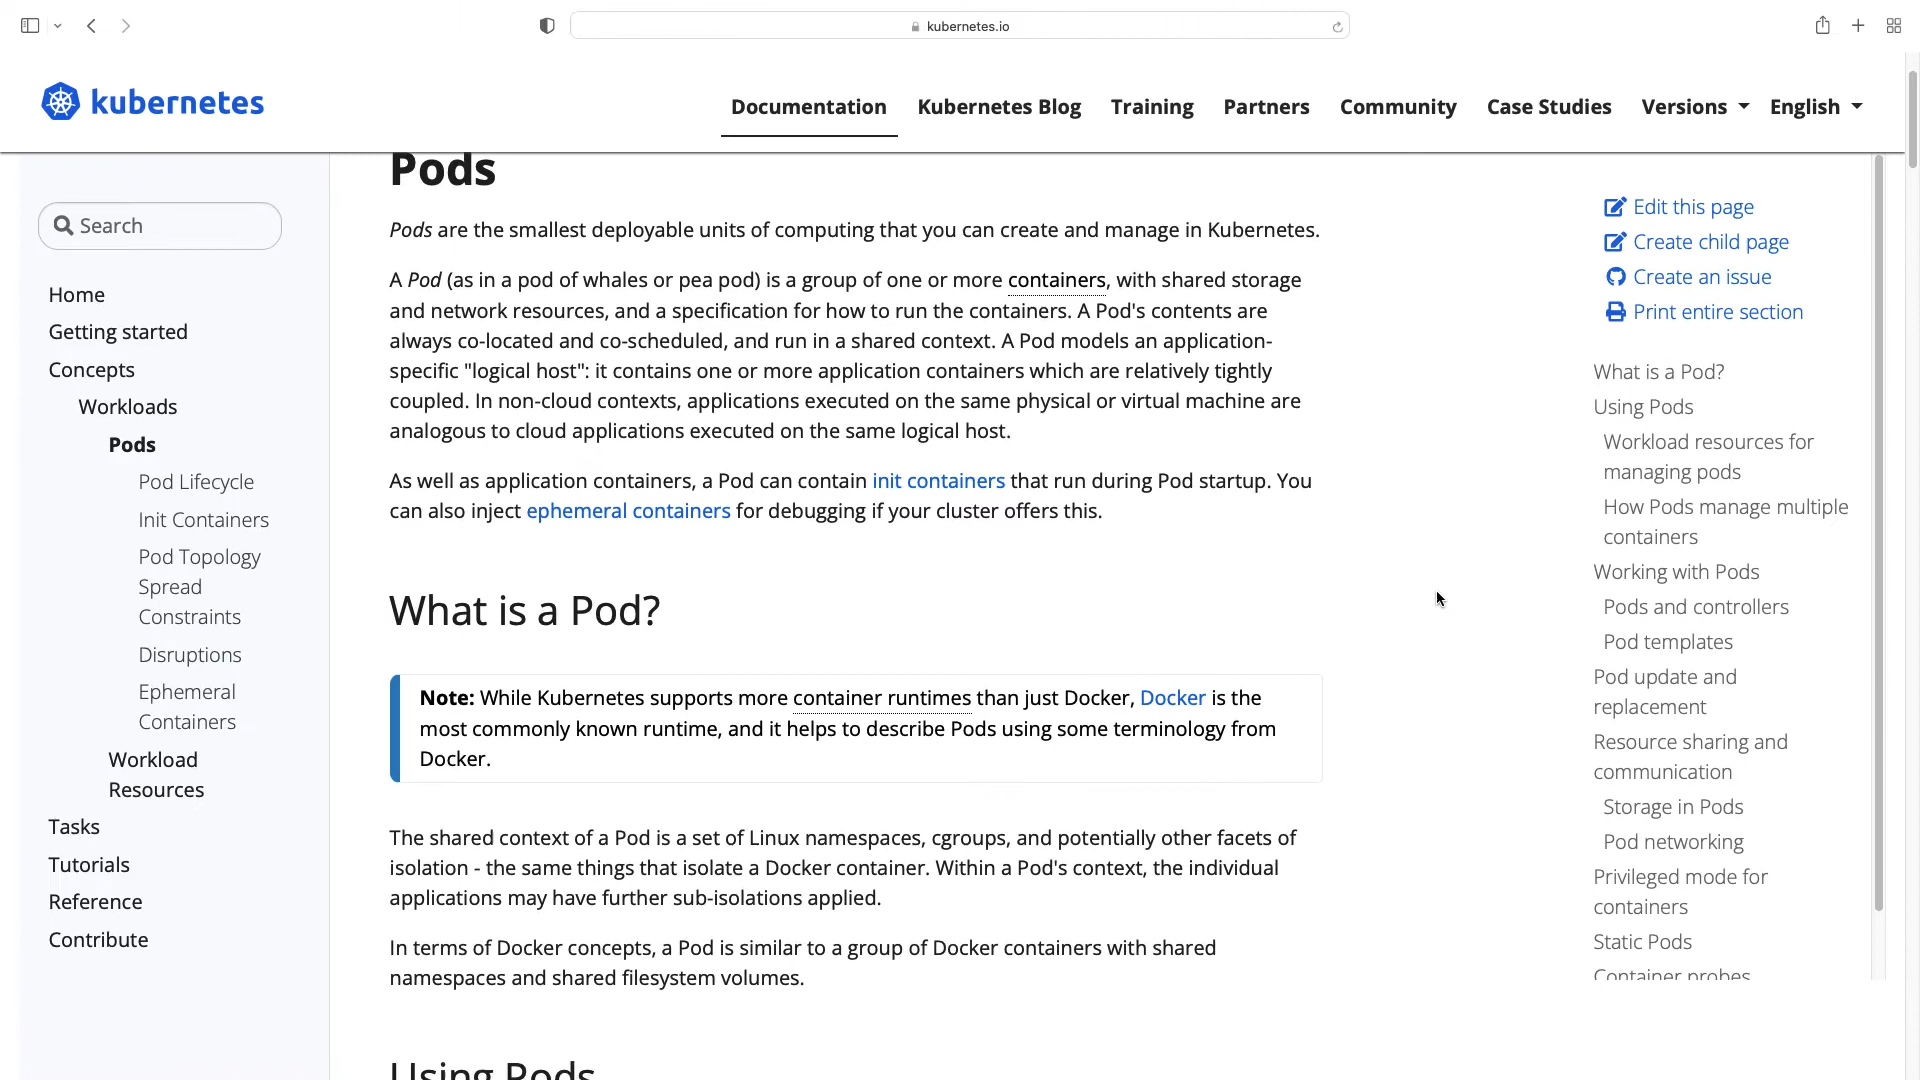 kubernetes.io
kubernetes
Documentation
Kubernetes Blog
Training
Partners
Community
Case Studies
Versions
English
Search
Home
Getting started
Concepts
Workloads
Pods
Pod Lifecycle
Init Containers
Pod Topology
Spread
Constraints
Disruptions
Ephemeral
Containers
Workload
Resources
Tasks
Tutorials
Reference
Contribute
Pods
Pods are the smallest deployable units of computing that you can create and manage in Kubernetes.
A Pod (as in a pod of whales or pea pod) is a group of one or more containers, with shared storage
and network resources, and a specification for how to run the containers. A Pod's contents are
always co-located and co-scheduled, and run in a shared context. A Pod models an application-
specific "logical host": it contains one or more application containers which are relatively tightly
coupled. In non-cloud contexts, applications executed on the same physical or virtual machine are
analogous to cloud applications executed on the same logical host.
As well as application containers, a Pod can contain init containers that run during Pod startup. You
can also inject ephemeral containers for debugging if your cluster offers this.
What is a Pod?
Note: While Kubernetes supports more container runtimes than just Docker, Docker is the
most commonly known runtime, and it helps to describe Pods using some terminology from
Docker.
The shared context of a Pod is a set of Linux namespaces, cgroups, and potentially other facets of
isolation - the same things that isolate a Docker container. Within a Pod's context, the individual
applications may have further sub-isolations applied.
In terms of Docker concepts, a Pod is similar to a group of Docker containers with shared
namespaces and shared filesystem volumes.
Using Pods
Edit this page
Create child page
Create an issue
Print entire section
What is a Pod?
Using Pods
Workload resources for
managing pods
How Pods manage multiple
containers
Working with Pods
Pods and controllers
Pod templates
Pod update and
replacement
Resource sharing and
communication
Storage in Pods
Pod networking
Privileged mode for
containers
Static Pods
Container probes